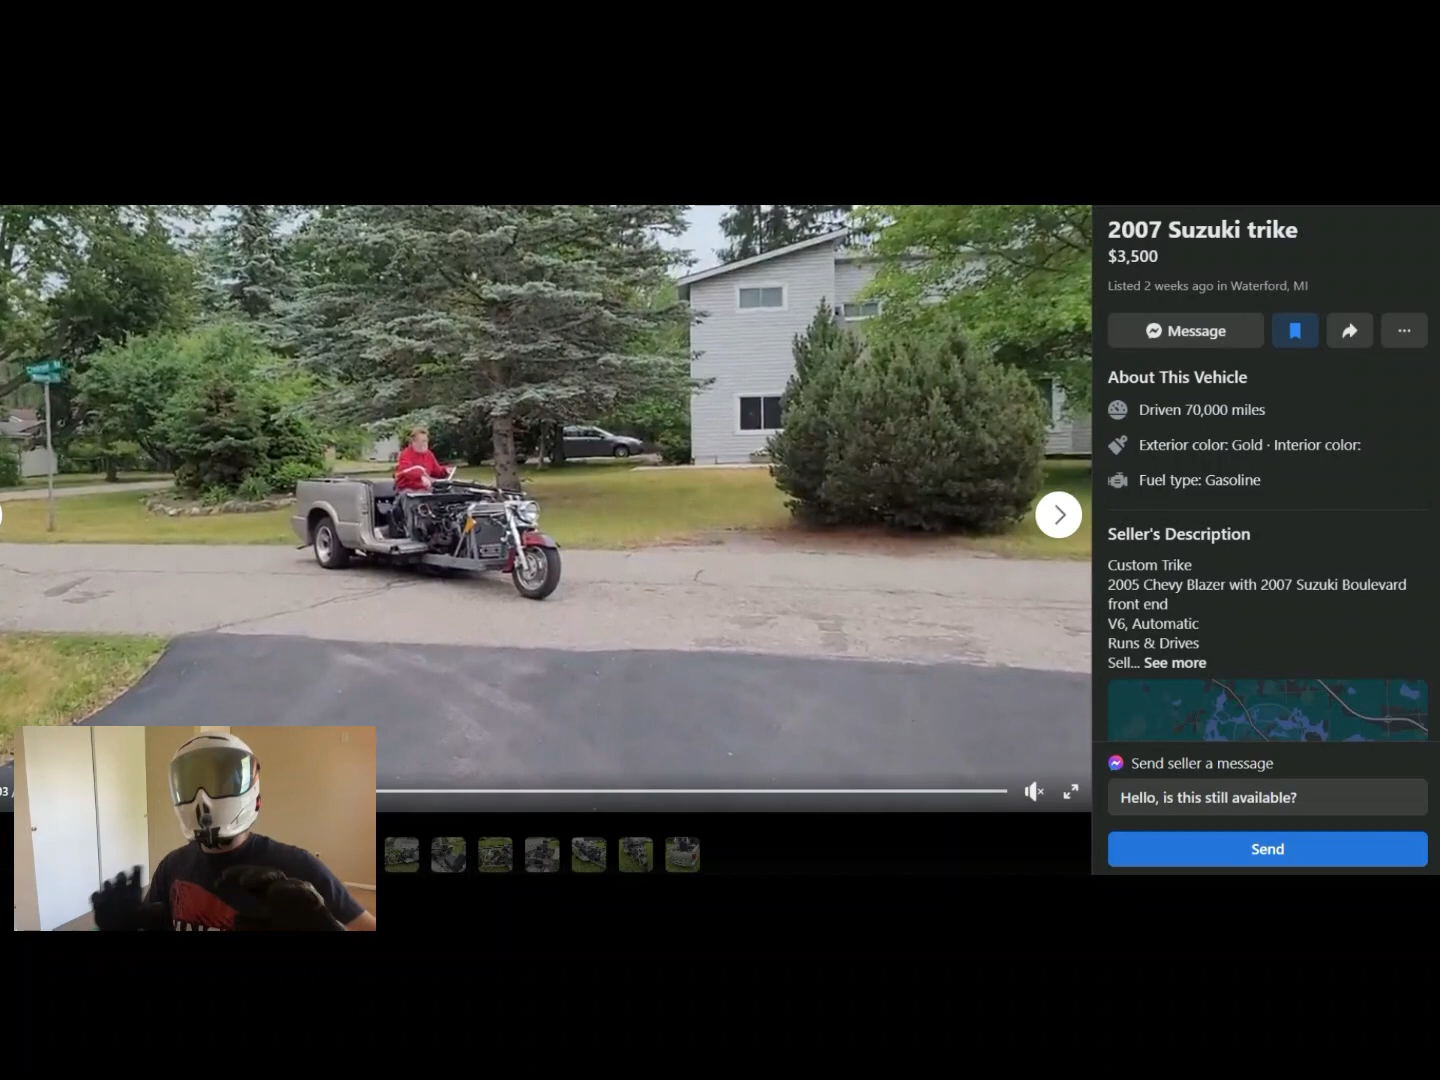 2007 Suzuki trike
$3,500
Listed 2 weeks ago in Waterford, MI
Message
About This Vehicle
Driven 70,000 miles
Exterior color: Gold · Interior color:
Fuel type: Gasoline
Seller's Description
Custom Trike
2005 Chevy Blazer with 2007 Suzuki Boulevard
front end
V6, Automatic
Runs & Drives
Sell... See more
Send seller a message
Hello, is this still available?
Send